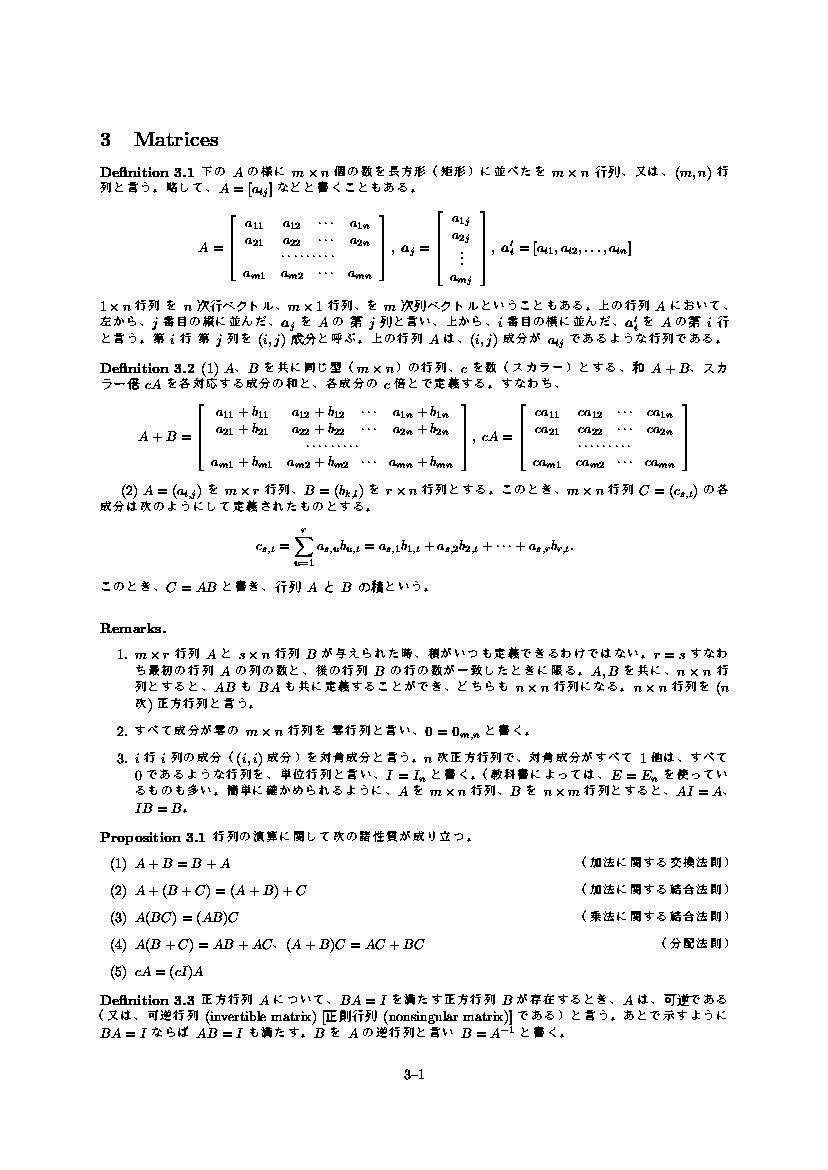 3 Matrices
Definition 3.1 下の A の様に m × n 個の数を長方形（矩形）に並べたを m × n 行列、又は、(m, n) 行
列と言う。略して、A = [a_{ij}] などと書くこともある。
A = \begin{bmatrix} a_{11} & a_{12} & \cdots & a_{1n} \\ a_{21} & a_{22} & \cdots & a_{2n} \\ & \cdots\cdots\cdots & \\ a_{m1} & a_{m2} & \cdots & a_{mn} \end{bmatrix}, a_j = \begin{bmatrix} a_{1j} \\ a_{2j} \\ \vdots \\ a_{mj} \end{bmatrix}, a'_i = [a_{i1}, a_{i2}, \ldots, a_{in}]
1 × n 行列 を n 次行ベクトル、m × 1 行列、を m 次列ベクトルということもある。上の行列 A において、
左から、j 番目の縦に並んだ、a_j を A の 第 j 列と言い、上から、i 番目の横に並んだ、a'_i を A の第 i 行
と言う。第 i 行 第 j 列を (i, j) 成分と呼ぶ。上の行列 A は、(i, j) 成分が a_{ij} であるような行列である。
Definition 3.2 (1) A、B を共に同じ型（m × n）の行列、c を数（スカラー）とする、和 A + B、スカ
ラー倍 cA を各対応する成分の和と、各成分の c 倍とで定義する。すなわち、
A + B = \begin{bmatrix} a_{11} + b_{11} & a_{12} + b_{12} & \cdots & a_{1n} + b_{1n} \\ a_{21} + b_{21} & a_{22} + b_{22} & \cdots & a_{2n} + b_{2n} \\ & \cdots\cdots\cdots & \\ a_{m1} + b_{m1} & a_{m2} + b_{m2} & \cdots & a_{mn} + b_{mn} \end{bmatrix}, cA = \begin{bmatrix} ca_{11} & ca_{12} & \cdots & ca_{1n} \\ ca_{21} & ca_{22} & \cdots & ca_{2n} \\ & \cdots\cdots\cdots & \\ ca_{m1} & ca_{m2} & \cdots & ca_{mn} \end{bmatrix}
(2) A = (a_{i,j}) を m × r 行列、B = (b_{k,l}) を r × n 行列とする。このとき、m × n 行列 C = (c_{s,t}) の各
成分は次のようにして定義されたものとする。
c_{s,t} = \sum_{u=1}^{r} a_{s,u}b_{u,t} = a_{s,1}b_{1,t} + a_{s,2}b_{2,t} + \cdots + a_{s,r}b_{r,t}.
このとき、C = AB と書き、行列 A と B の積という。
Remarks.
1. m × r 行列 A と s × n 行列 B が与えられた時、積がいつも定義できるわけではない。r = s すなわ
ち最初の行列 A の列の数と、後の行列 B の行の数が一致したときに限る。A, B を共に、n × n 行
列とすると、AB も BA も共に定義することができ、どちらも n × n 行列になる。n × n 行列を (n
次) 正方行列と言う。
2. すべて成分が零の m × n 行列を 零行列と言い、0 = 0_{m,n} と書く。
3. i 行 i 列の成分（(i, i) 成分）を対角成分と言う。n 次正方行列で、対角成分がすべて 1 他は、すべて
0 であるような行列を、単位行列と言い、I = I_n と書く。（教科書によっては、E = E_n を使ってい
るものも多い。簡単に確かめられるように、A を m × n 行列、B を n × m 行列とすると、AI = A、
IB = B。
Proposition 3.1 行列の演算に関して次の諸性質が成り立つ。
(1) A + B = B + A （加法に関する交換法則）
(2) A + (B + C) = (A + B) + C （加法に関する結合法則）
(3) A(BC) = (AB)C （乗法に関する結合法則）
(4) A(B + C) = AB + AC、(A + B)C = AC + BC （分配法則）
(5) cA = (cI)A
Definition 3.3 正方行列 A について、BA = I を満たす正方行列 B が存在するとき、A は、可逆である
（又は、可逆行列 (invertible matrix) [正則行列 (nonsingular matrix)] である）と言う。あとで示すように
BA = I ならば AB = I も満たす。B を A の逆行列と言い B = A^{-1} と書く。
3–1